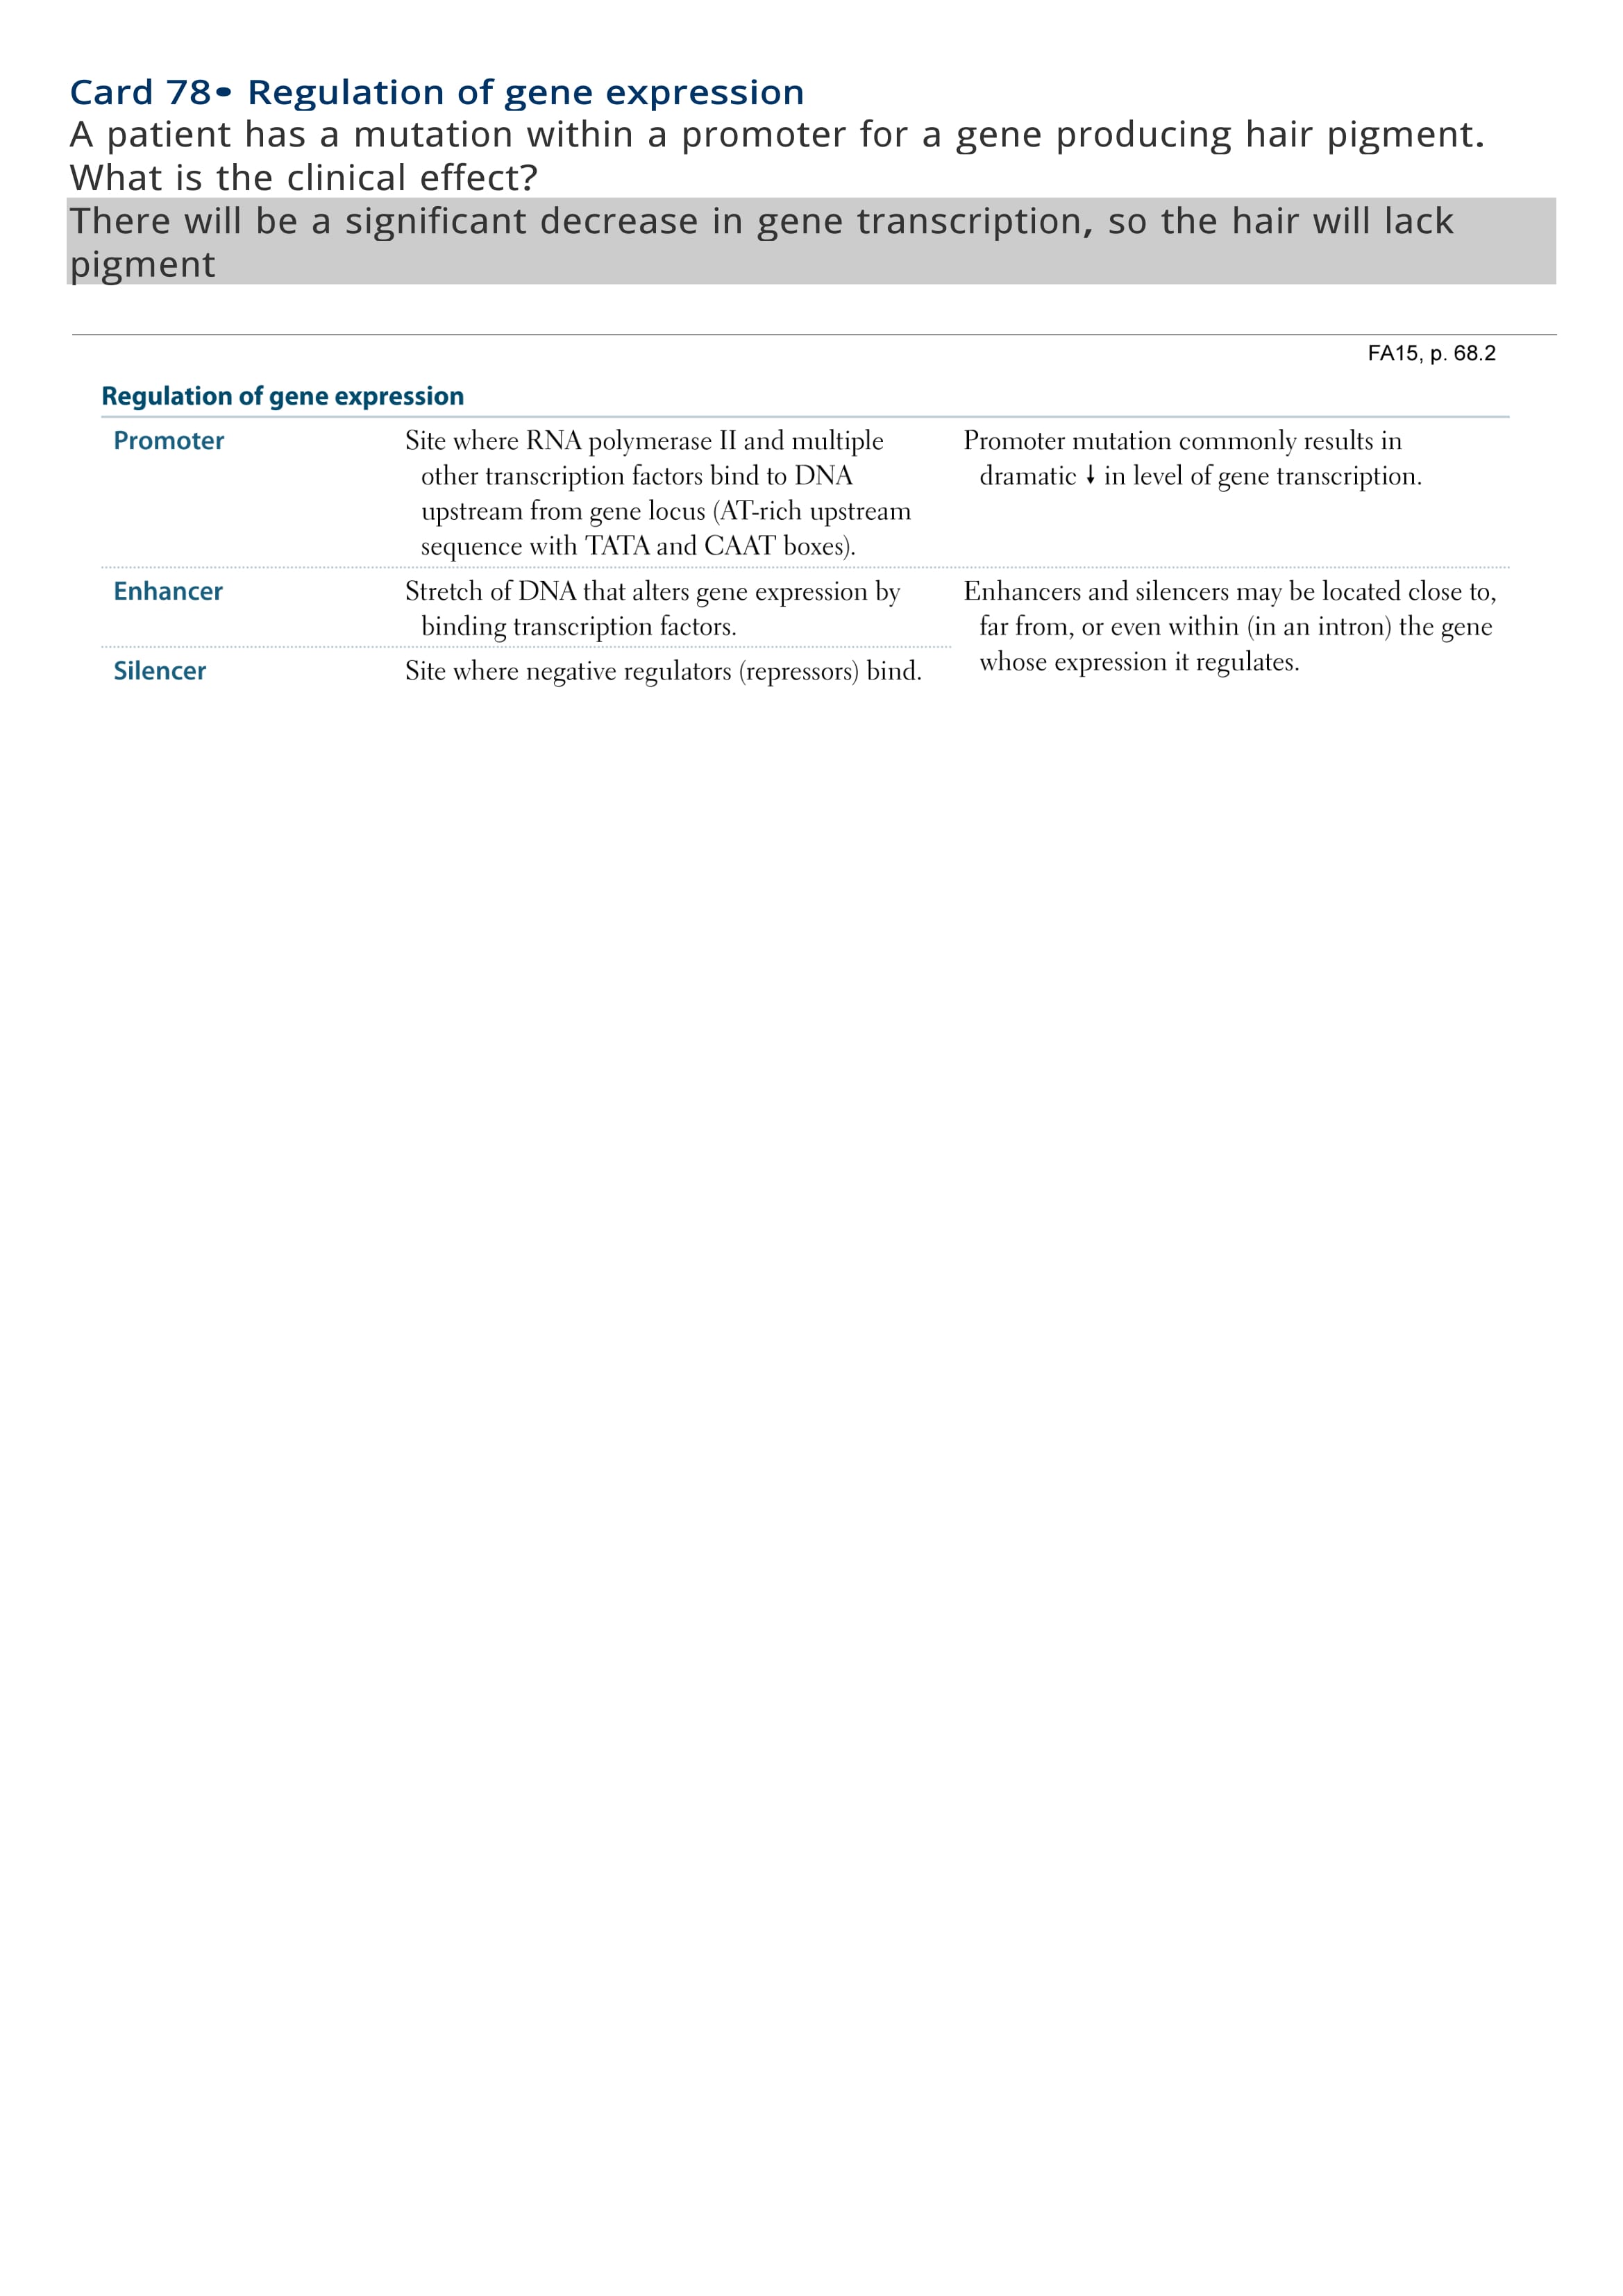 Card 78• Regulation of gene expression
A patient has a mutation within a promoter for a gene producing hair pigment.
What is the clinical effect?
There will be a significant decrease in gene transcription, so the hair will lack
pigment
FA15, p. 68.2
Regulation of gene expression
Promoter
Site where RNA polymerase II and multiple
other transcription factors bind to DNA
upstream from gene locus (AT-rich upstream
sequence with TATA and CAAT boxes).
Promoter mutation commonly results in
dramatic ↓ in level of gene transcription.
Enhancer
Stretch of DNA that alters gene expression by
binding transcription factors.
Enhancers and silencers may be located close to,
far from, or even within (in an intron) the gene
whose expression it regulates.
Silencer
Site where negative regulators (repressors) bind.